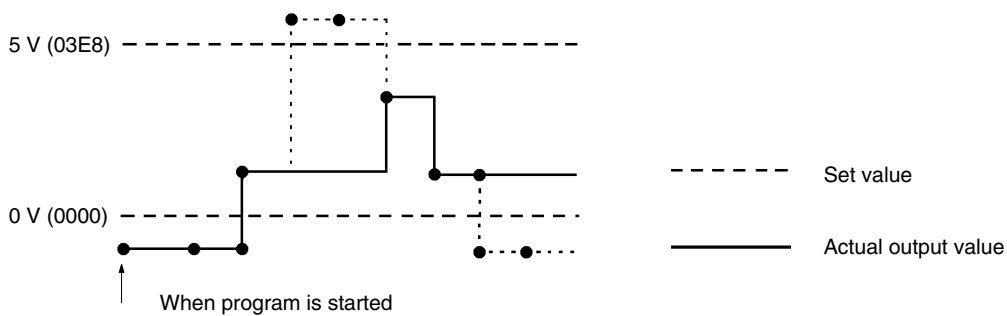 5 V (03E8)
Set value
0 V (0000)
Actual output value
When program is started